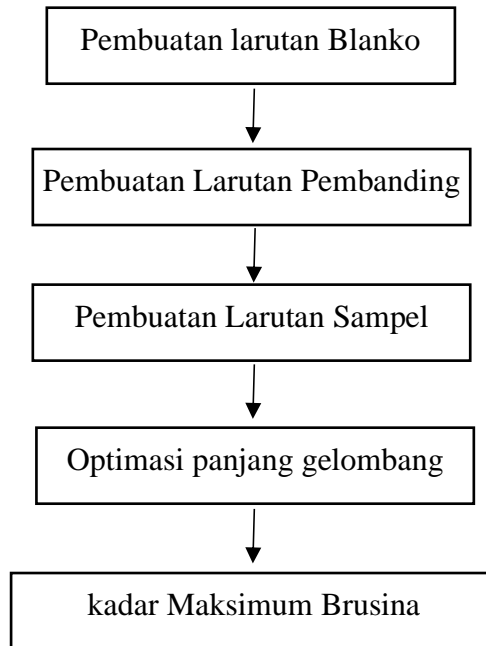 Pembuatan larutan Blanko
Pembuatan Larutan Pembanding
Pembuatan Larutan Sampel
Optimasi panjang gelombang
kadar Maksimum Brusina